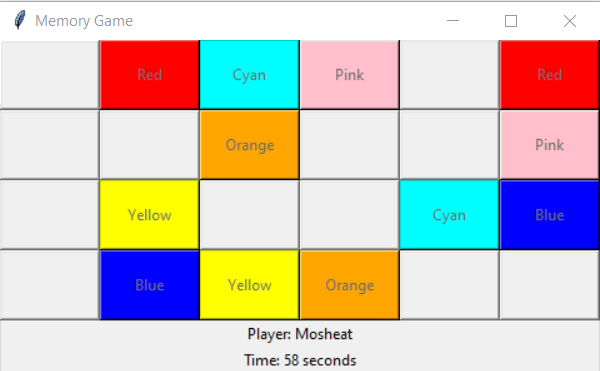 Memory Game
Red Cyan Pink Red
Orange Pink
Yellow Cyan Blue
Blue Yellow Orange
Player: Mosheat
Time: 58 seconds